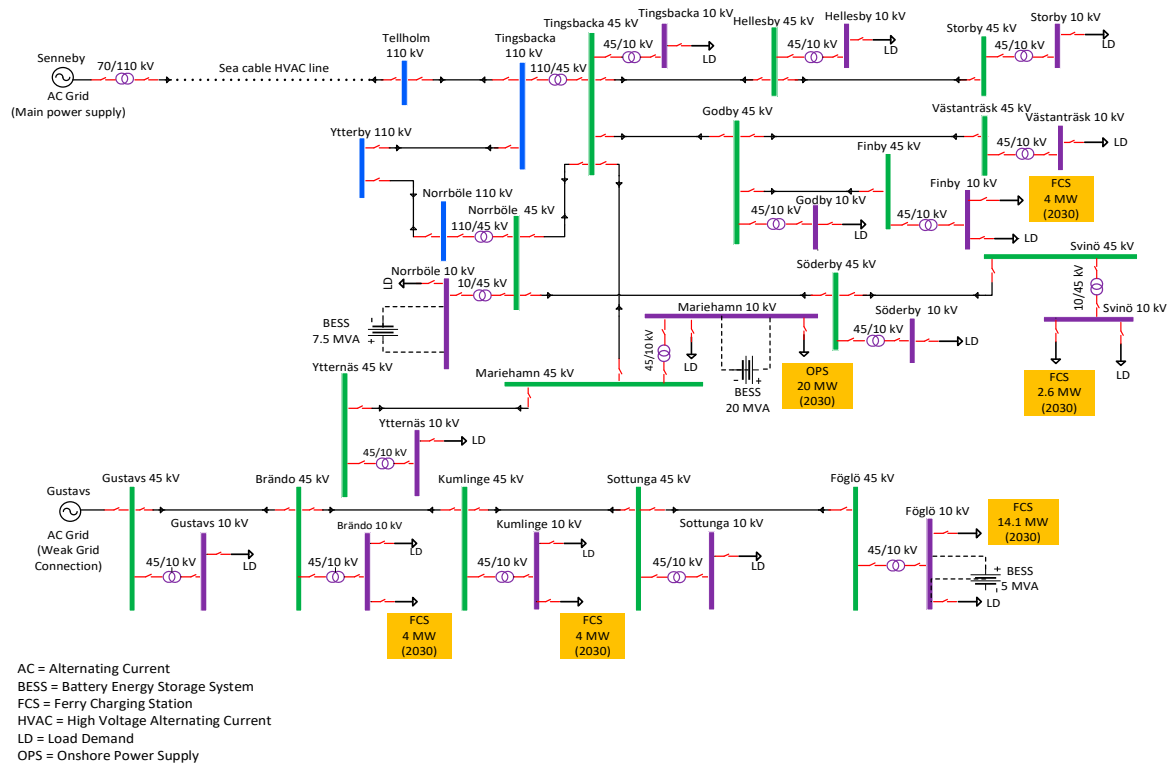 Tingsbacka 45 kV
Tingsbacka 10 kV
45/10 kV
LD
Hellesby 45 kV
Hellesby 10 kV
45/10 kV
LD
Storby 45 kV
Storby 10 kV
45/10 kV
LD
Senneby
AC Grid
(Main power supply)
70/110 kV
Sea cable HVAC line
Tellholm
110 kV
Tingsbacka
110 kV
110/45 kV
Ytterby 110 kV
Godby 45 kV
Västanträsk 45 kV
Västanträsk 10 kV
45/10 kV
LD
Finby 45 kV
Finby 10 kV
45/10 kV
LD
FCS
4 MW
(2030)
Godby 10 kV
45/10 kV
LD
Norrböle 110 kV
110/45 kV
Norrböle 45 kV
Norrböle 10 kV
10/45 kV
LD
BESS
7.5 MVA
+
Söderby 45 kV
Söderby 10 kV
45/10 kV
LD
Svinö 45 kV
10/45 kV
Svinö 10 kV
FCS
2.6 MW
(2030)
LD
Mariehamn 10 kV
45/10 kV
LD
- +
BESS
20 MVA
OPS
20 MW
(2030)
Mariehamn 45 kV
Ytternäs 45 kV
Ytternäs 10 kV
45/10 kV
LD
Gustavs
AC Grid
(Weak Grid
Connection)
Gustavs 45 kV
Gustavs 10 kV
45/10 kV
LD
Brändo 45 kV
Brändo 10 kV
45/10 kV
LD
FCS
4 MW
(2030)
Kumlinge 45 kV
Kumlinge 10 kV
45/10 kV
LD
FCS
4 MW
(2030)
Sottunga 45 kV
Sottunga 10 kV
45/10 kV
LD
Föglö 45 kV
Föglö 10 kV
45/10 kV
FCS
14.1 MW
(2030)
+
BESS
5 MVA
LD
AC = Alternating Current
BESS = Battery Energy Storage System
FCS = Ferry Charging Station
HVAC = High Voltage Alternating Current
LD = Load Demand
OPS = Onshore Power Supply